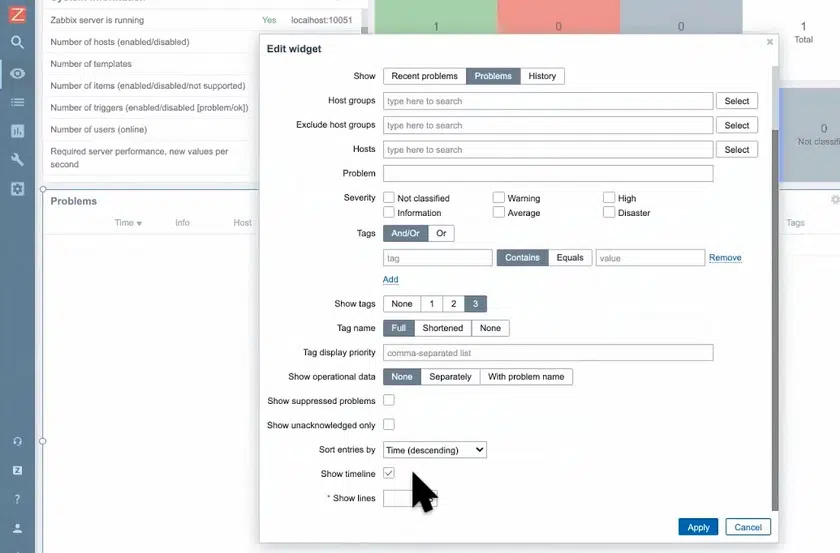 System information
Zabbix server is running Yes localhost:10051
Number of hosts (enabled/disabled)
Number of templates
Number of items (enabled/disabled/not supported)
Number of triggers (enabled/disabled [problem/ok])
Number of users (online)
Required server performance, new values per
second
1 0 0 1
Total
0
Not classifi
Problems
Time Info Host Tags
Edit widget
Show Recent problems Problems History
Host groups type here to search Select
Exclude host groups type here to search Select
Hosts type here to search Select
Problem
Severity Not classified Warning High
Information Average Disaster
Tags And/Or Or
tag Contains Equals value Remove
Add
Show tags None 1 2 3
Tag name Full Shortened None
Tag display priority comma-separated list
Show operational data None Separately With problem name
Show suppressed problems
Show unacknowledged only
Sort entries by Time (descending)
Show timeline
* Show lines
Apply Cancel
Z
Z
?